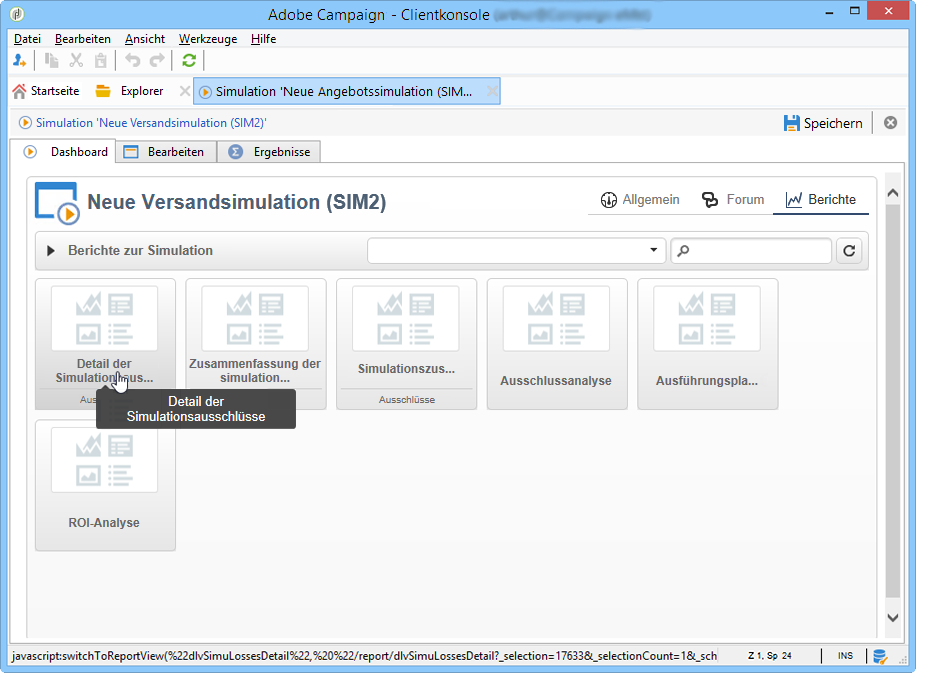 Adobe Campaign - Clientkonsole
Datei Bearbeiten Ansicht Werkzeuge Hilfe
Startseite Explorer Simulation 'Neue Angebotssimulation (SIM...
Simulation 'Neue Versandsimulation (SIM2)' Speichern
Dashboard Bearbeiten Ergebnisse
Neue Versandsimulation (SIM2) Allgemein Forum Berichte
Berichte zur Simulation
Detail der
Simulationsaus...
Aus
Zusammenfassung der
simulation...
Simulationszus...
Ausschlüsse
Ausschlussanalyse
Ausführungspla...
Detail der
Simulationsausschlüsse
ROI-Analyse
javascript:switchToReportView(%22dlvSimuLossesDetail%22,%20%22/report/dlvSimuLossesDetail?_selection=17633&_selectionCount=1&_sch Z 1, Sp 24 INS